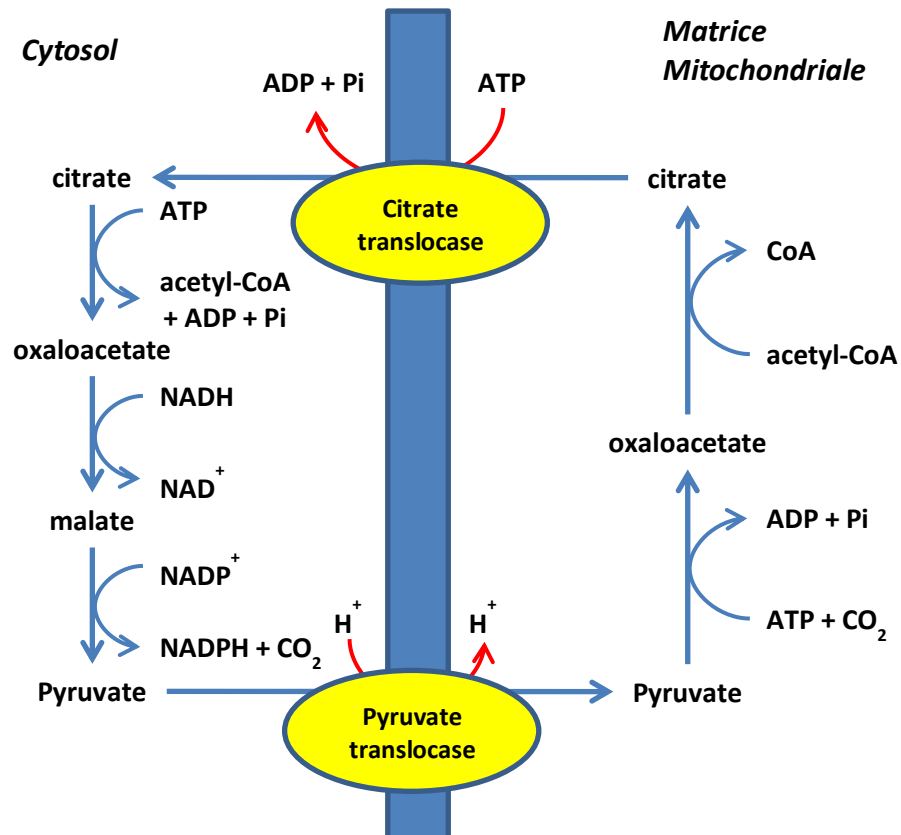 Cytosol
Matrice
Mitochondriale
ADP + Pi
ATP
citrate
Citrate
translocase
citrate
ATP
acetyl-CoA
+ ADP + Pi
CoA
acetyl-CoA
oxaloacetate
oxaloacetate
NADH
NAD+
malate
ADP + Pi
ATP + CO2
NADP+
NADPH + CO2
H+
H+
Pyruvate
Pyruvate
translocase
Pyruvate